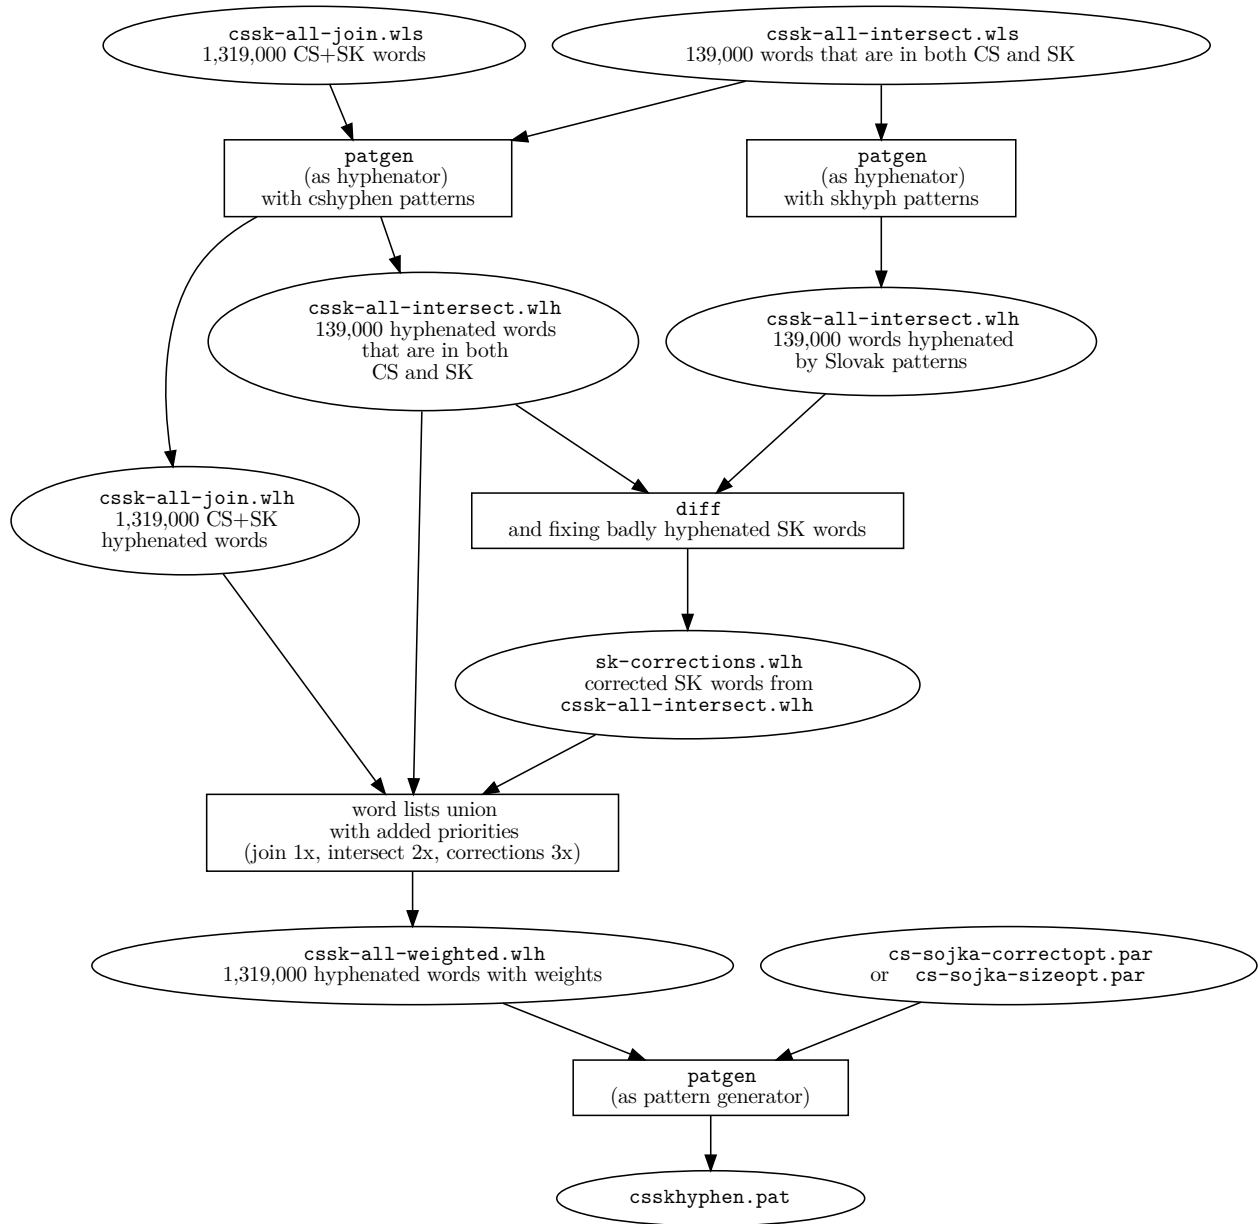 cssk-all-join.wls
1,319,000 CS+SK words
cssk-all-intersect.wls
139,000 words that are in both CS and SK
patgen
(as hyphenator)
with cshyphen patterns
patgen
(as hyphenator)
with skhyph patterns
cssk-all-intersect.wlh
139,000 hyphenated words
that are in both
CS and SK
cssk-all-intersect.wlh
139,000 words hyphenated
by Slovak patterns
cssk-all-join.wlh
1,319,000 CS+SK
hyphenated words
diff
and fixing badly hyphenated SK words
sk-corrections.wlh
corrected SK words from
cssk-all-intersect.wlh
word lists union
with added priorities
(join 1x, intersect 2x, corrections 3x)
cssk-all-weighted.wlh
1,319,000 hyphenated words with weights
cs-sojka-correctopt.par
or cs-sojka-sizeopt.par
patgen
(as pattern generator)
csskhyphen.pat